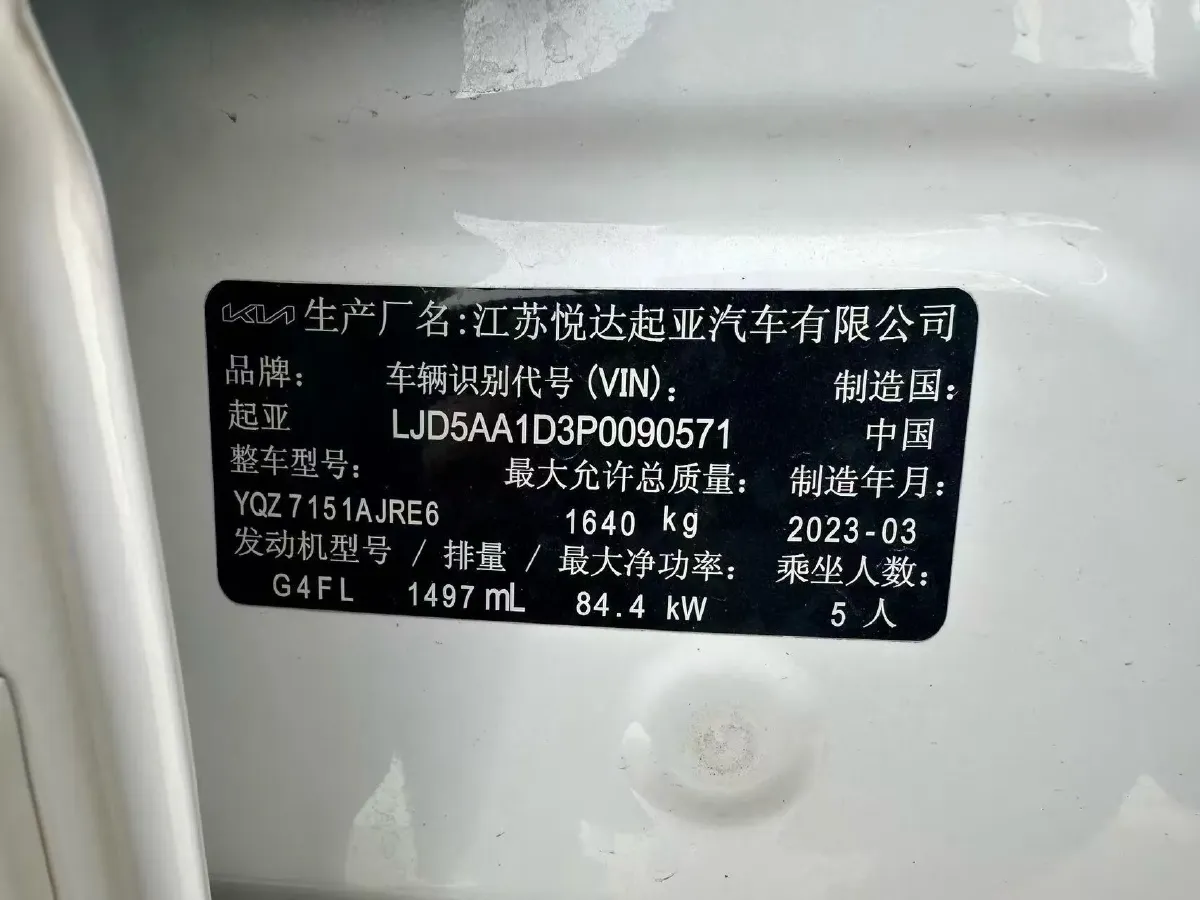 KIA 生产厂名:江苏悦达起亚汽车有限公司
品牌: 车辆识别代号(VIN): 制造国:
起亚 LJD5AA1D3P0090571 中国
整车型号: 最大允许总质量: 制造年月:
YQZ7151AJRE6 1640 kg 2023-03
发动机型号 / 排量 / 最大净功率: 乘坐人数:
G4FL 1497 mL 84.4 kW 5 人